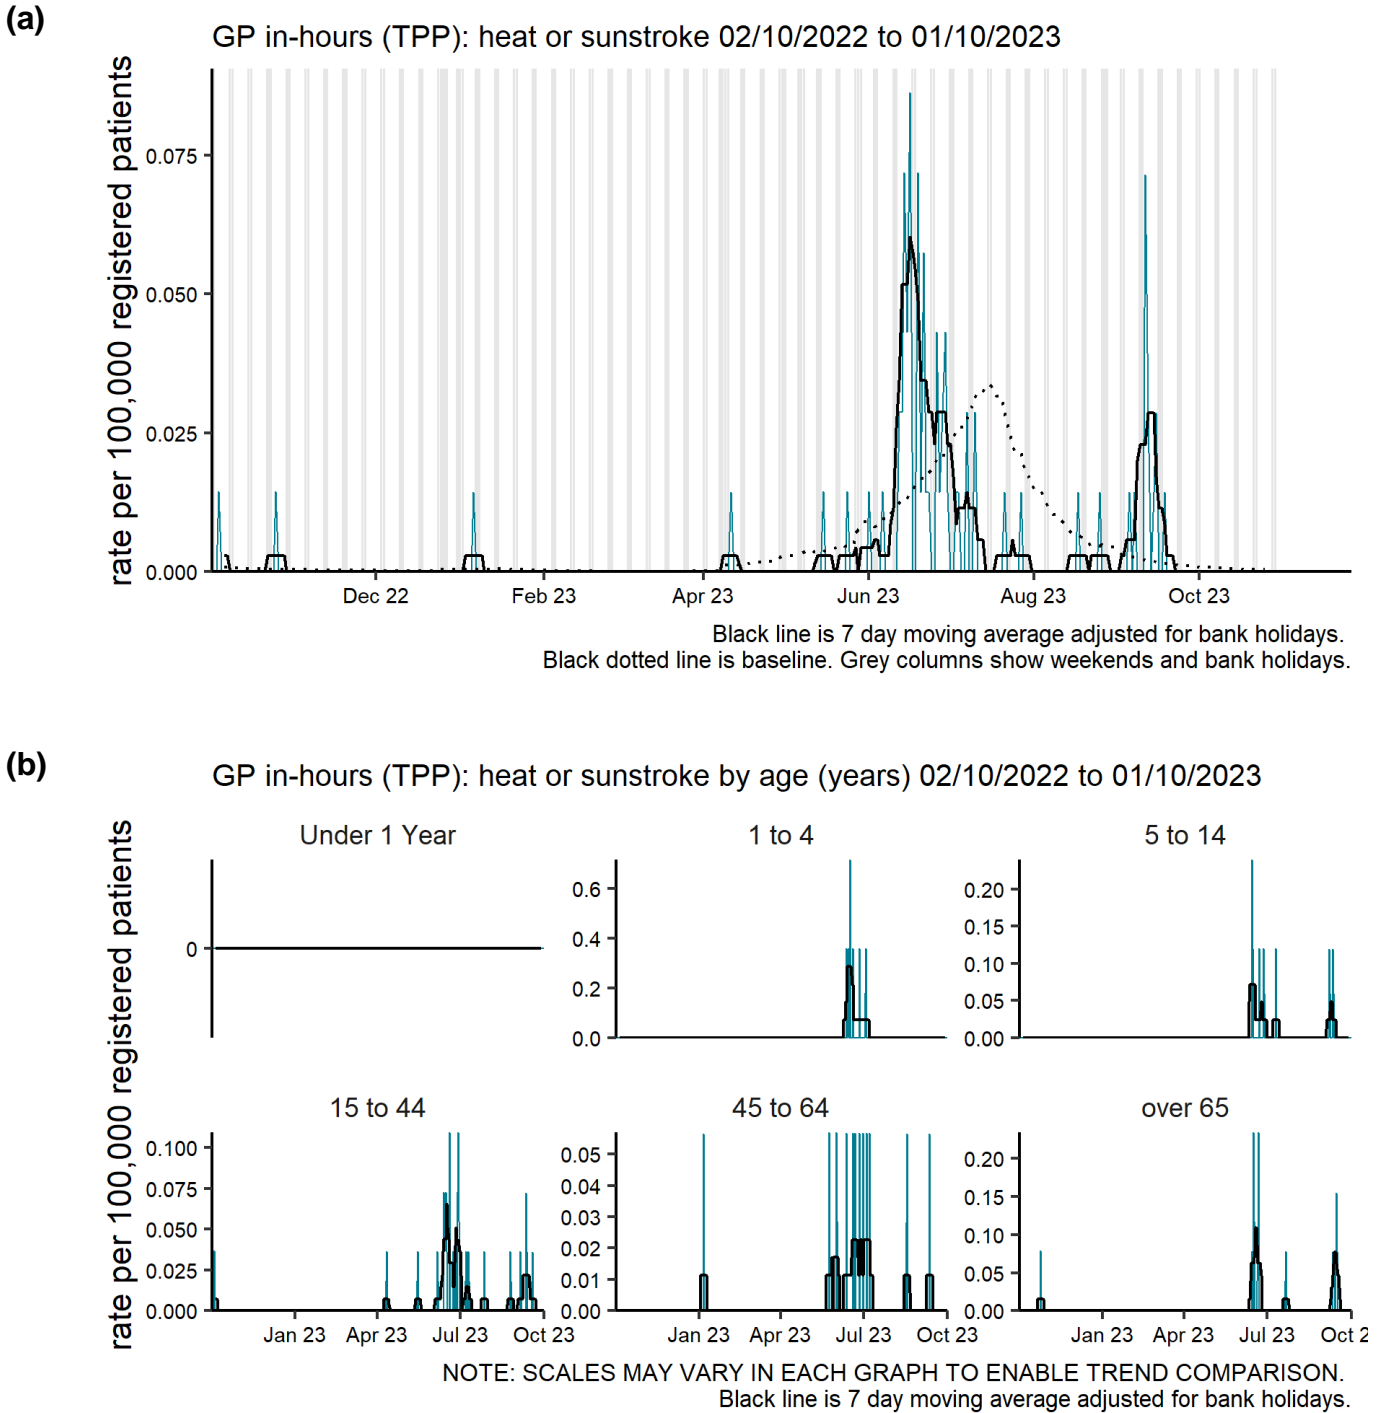 (a)
GP in-hours (TPP): heat or sunstroke 02/10/2022 to 01/10/2023
rate per 100,000 registered patients
0.075
0.050
0.025
0.000
Dec 22 Feb 23 Apr 23 Jun 23 Aug 23 Oct 23
Black line is 7 day moving average adjusted for bank holidays.
Black dotted line is baseline. Grey columns show weekends and bank holidays.
(b)
GP in-hours (TPP): heat or sunstroke by age (years) 02/10/2022 to 01/10/2023
rate per 100,000 registered patients
Under 1 Year
0
1 to 4
0.6
0.4
0.2
0.0
5 to 14
0.20
0.15
0.10
0.05
0.00
15 to 44
0.100
0.075
0.050
0.025
0.000
Jan 23 Apr 23 Jul 23 Oct 23
45 to 64
0.05
0.04
0.03
0.02
0.01
0.00
Jan 23 Apr 23 Jul 23 Oct 23
over 65
0.20
0.15
0.10
0.05
0.00
Jan 23 Apr 23 Jul 23 Oct 2
NOTE: SCALES MAY VARY IN EACH GRAPH TO ENABLE TREND COMPARISON.
Black line is 7 day moving average adjusted for bank holidays.